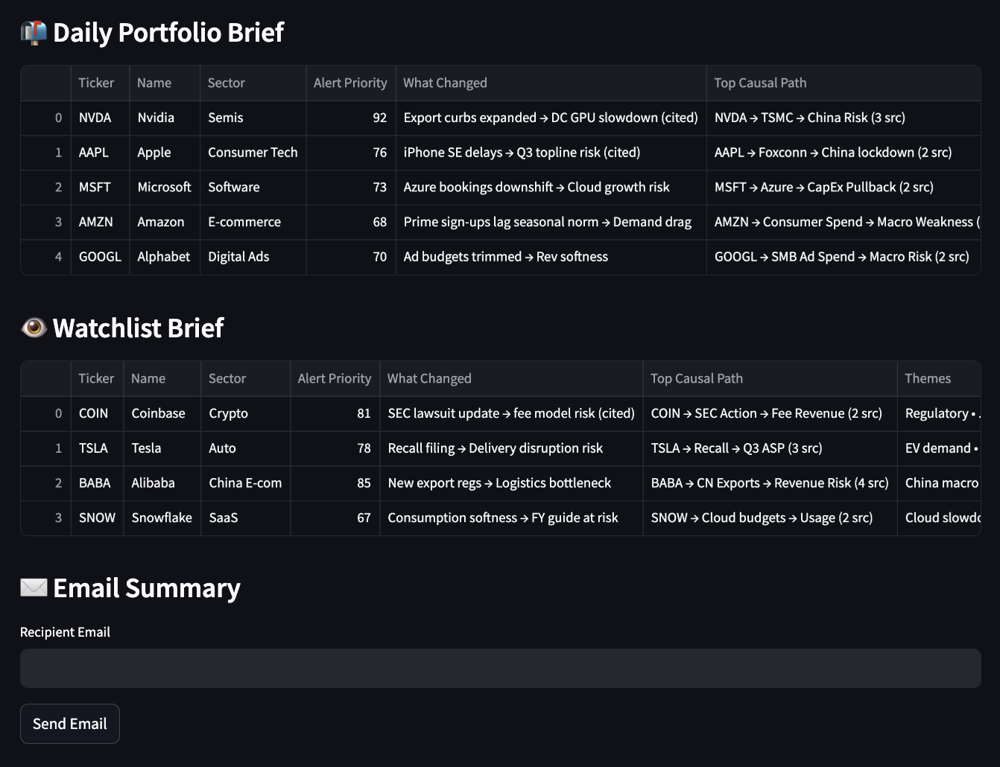 Daily Portfolio Brief
Ticker Name Sector Alert Priority What Changed Top Causal Path
0 NVDA Nvidia Semis 92 Export curbs expanded → DC GPU slowdown (cited) NVDA → TSMC → China Risk (3 src)
1 AAPL Apple Consumer Tech 76 iPhone SE delays → Q3 topline risk (cited) AAPL → Foxconn → China lockdown (2 src)
2 MSFT Microsoft Software 73 Azure bookings downshift → Cloud growth risk MSFT → Azure → CapEx Pullback (2 src)
3 AMZN Amazon E-commerce 68 Prime sign-ups lag seasonal norm → Demand drag AMZN → Consumer Spend → Macro Weakness (
4 GOOGL Alphabet Digital Ads 70 Ad budgets trimmed → Rev softness GOOGL → SMB Ad Spend → Macro Risk (2 src)
Watchlist Brief
Ticker Name Sector Alert Priority What Changed Top Causal Path Themes
0 COIN Coinbase Crypto 81 SEC lawsuit update → fee model risk (cited) COIN → SEC Action → Fee Revenue (2 src) Regulatory •
1 TSLA Tesla Auto 78 Recall filing → Delivery disruption risk TSLA → Recall → Q3 ASP (3 src) EV demand •
2 BABA Alibaba China E-com 85 New export regs → Logistics bottleneck BABA → CN Exports → Revenue Risk (4 src) China macro
3 SNOW Snowflake SaaS 67 Consumption softness → FY guide at risk SNOW → Cloud budgets → Usage (2 src) Cloud
Email Summary
Recipient Email
Send Email